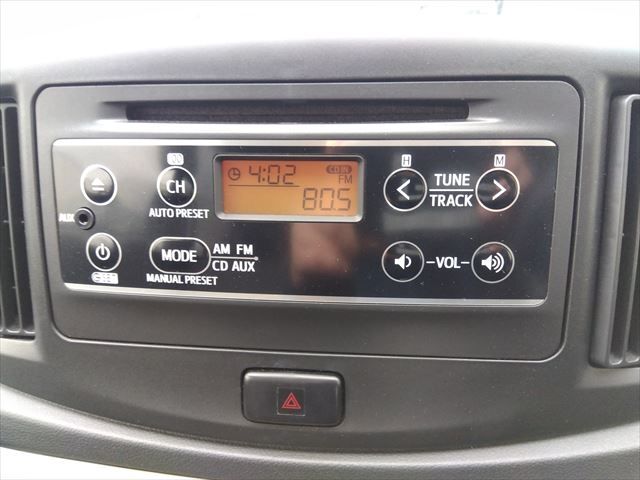 4:02 CD IN
FM
80.5
CH
AUTO PRESET
AUX
MODE
AM FM
CD AUX
MANUAL PRESET
H
M
TUNE
TRACK
VOL